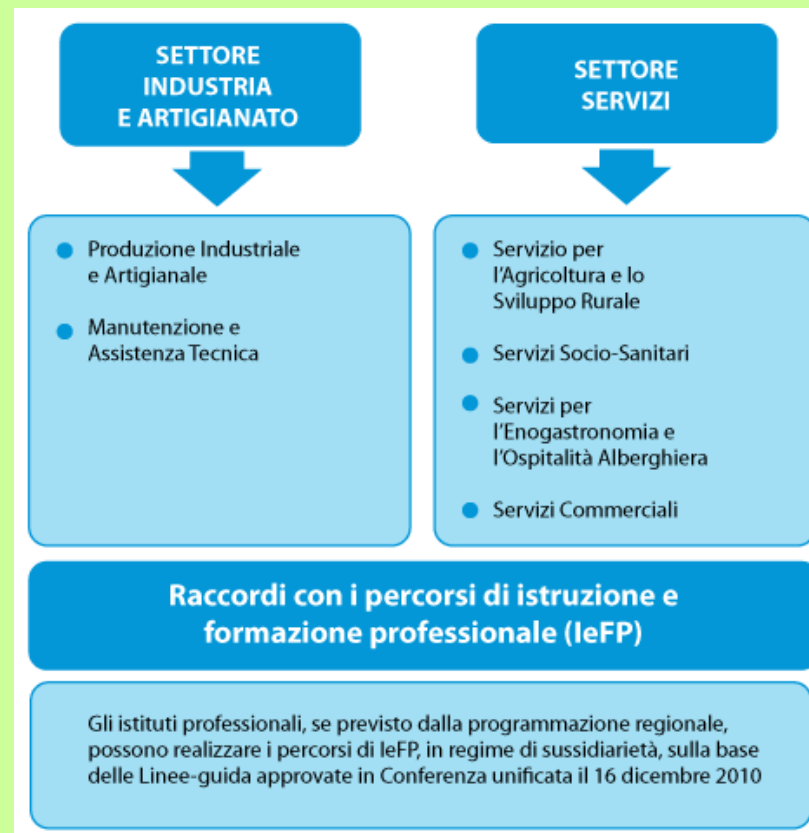 SETTORE
INDUSTRIA
E ARTIGIANATO
Produzione Industriale
e Artigianale
Manutenzione e
Assistenza Tecnica
SETTORE
SERVIZI
Servizio per
l'Agricoltura e lo
Sviluppo Rurale
Servizi Socio-Sanitari
Servizi per
l'Enogastronomia e
l'Ospitalità Alberghiera
Servizi Commerciali
Raccordi con i percorsi di istruzione e
formazione professionale (IeFP)
Gli istituti professionali, se previsto dalla programmazione regionale,
possono realizzare i percorsi di IeFP, in regime di sussidiarietà, sulla base
delle Linee-guida approvate in Conferenza unificata il 16 dicembre 2010